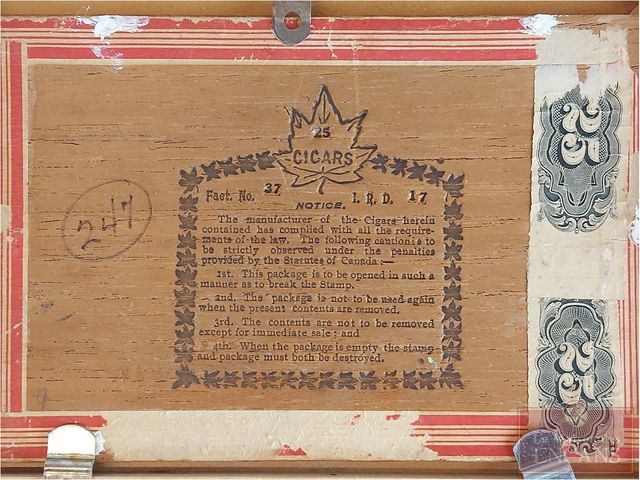 25
CIGARS
Fact. No. 37 I. R. D. 17
NOTICE.
The manufacturer of the Cigars herein
contained has complied with all the require-
ments of the law. The following caution is to
be strictly observed under the penalties
provided by the Statutes of Canada:—
1st. This package is to be opened in such a
manner as to break the Stamp.
2nd. The package is not to be used again
when the present contents are removed.
3rd. The contents are not to be removed
except for immediate sale; and
4th. When the package is empty the stamp
and package must both be destroyed.
247
25
25